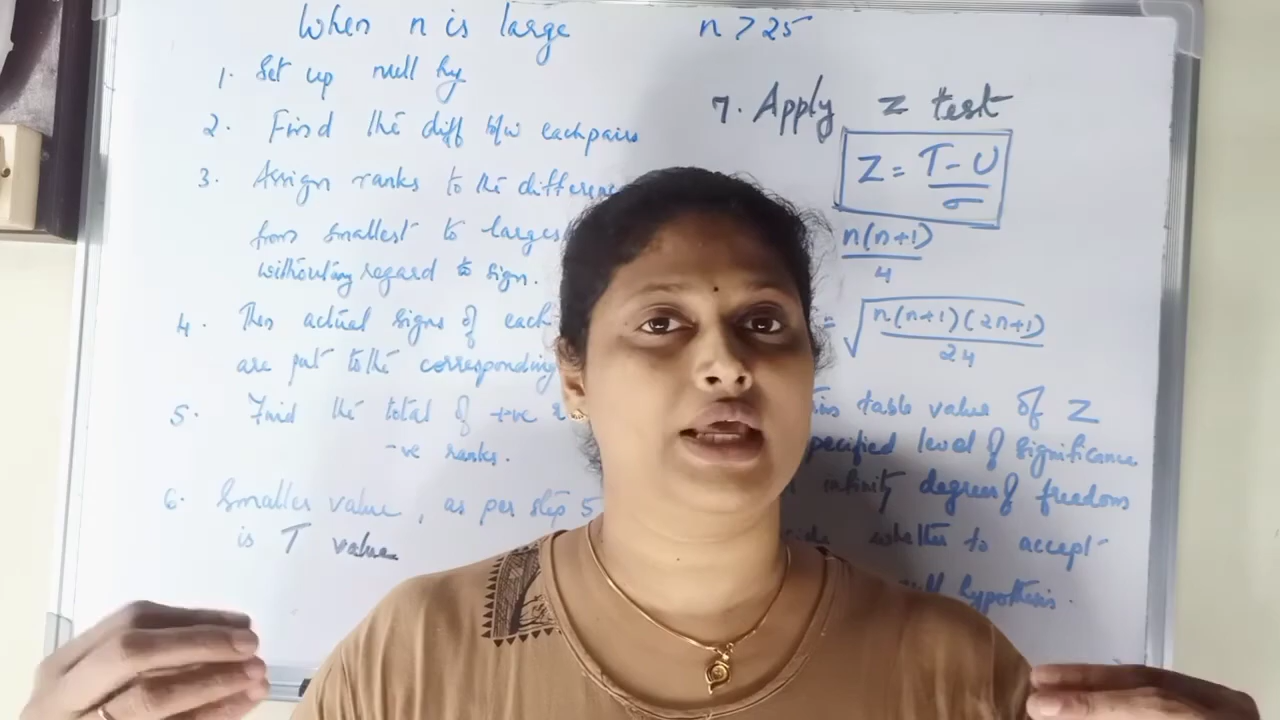 When n is large n > 25
1. Set up null hy
2. Find the diff b/w each pairs
3. Assign ranks to the difference
from smallest to larges
without any regard to sign.
4. Then actual signs of each
are put to the corresponding
5. Find the total of +ve
-ve ranks.
6. Smaller value, as per step 5
is T value
7. Apply Z test
Z = T - U / σ
n(n+1) / 4
= √ n(n+1)(2n+1) / 24
table value of Z
specified level of significance
infinity degree of freedom
whether to accept
null hypothesis.